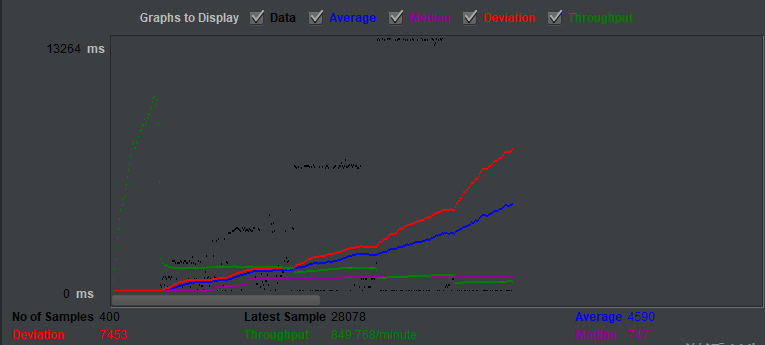 Graphs to Display Data Average Median Deviation Throughput
13264 ms
0 ms
No of Samples 400 Latest Sample 28078 Average 4590
Deviation 7453 Throughput 849,768/minute Median 747